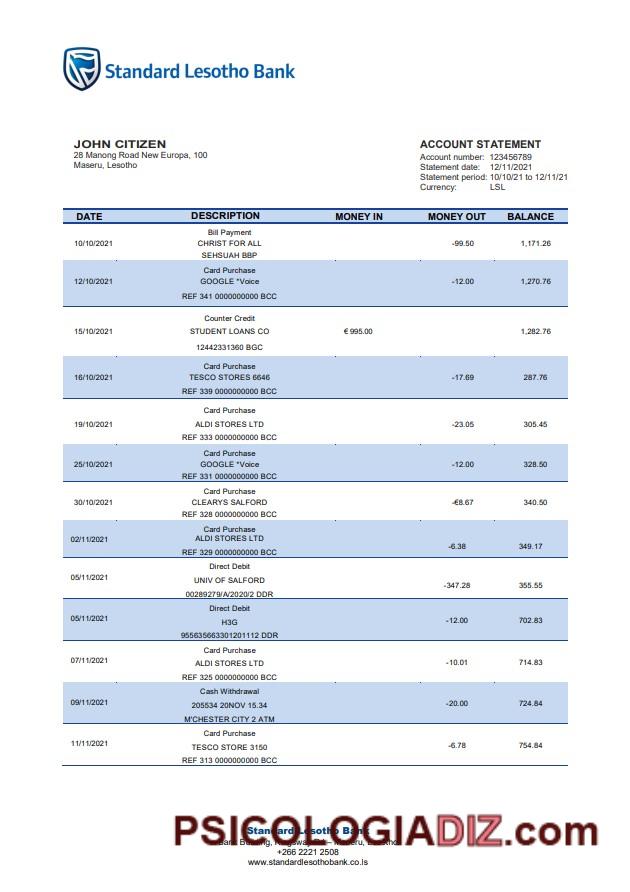 Standard Lesotho Bank
JOHN CITIZEN
28 Manong Road New Europa, 100
Maseru, Lesotho
ACCOUNT STATEMENT
Account number: 123456789
Statement date: 12/11/2021
Statement period: 10/10/21 to 12/11/21
Currency: LSL
DATE DESCRIPTION MONEY IN MONEY OUT BALANCE
Bill Payment
10/10/2021 CHRIST FOR ALL -99.50 1,171.26
SEHSUAH BBP
Card Purchase
12/10/2021 GOOGLE *Voice -12.00 1,270.76
REF 341 0000000000 BCC
Counter Credit
15/10/2021 STUDENT LOANS CO € 995.00 1,282.76
12442331360 BGC
Card Purchase
16/10/2021 TESCO STORES 6646 -17.69 287.76
REF 339 0000000000 BCC
Card Purchase
19/10/2021 ALDI STORES LTD -23.05 305.45
REF 333 0000000000 BCC
Card Purchase
25/10/2021 GOOGLE *Voice -12.00 328.50
REF 331 0000000000 BCC
Card Purchase
30/10/2021 CLEARYS SALFORD -€8.67 340.50
REF 328 0000000000 BCC
Card Purchase
02/11/2021 ALDI STORES LTD -6.38 349.17
REF 329 0000000000 BCC
Direct Debit
05/11/2021 UNIV OF SALFORD -347.28 355.55
00289279/A/2020/2 DDR
Direct Debit
05/11/2021 H3G -12.00 702.83
955635663301201112 DDR
Card Purchase
07/11/2021 ALDI STORES LTD -10.01 714.83
REF 325 0000000000 BCC
Cash Withdrawal
09/11/2021 205534 20NOV 15.34 -20.00 724.84
M'CHESTER CITY 2 ATM
Card Purchase
11/11/2021 TESCO STORE 3150 -6.78 754.84
REF 313 0000000000 BCC
PSICOLOGIADIZ.com
Standard Lesotho Bank
+266 2221 2508
www.standardlesothobank.co.ls